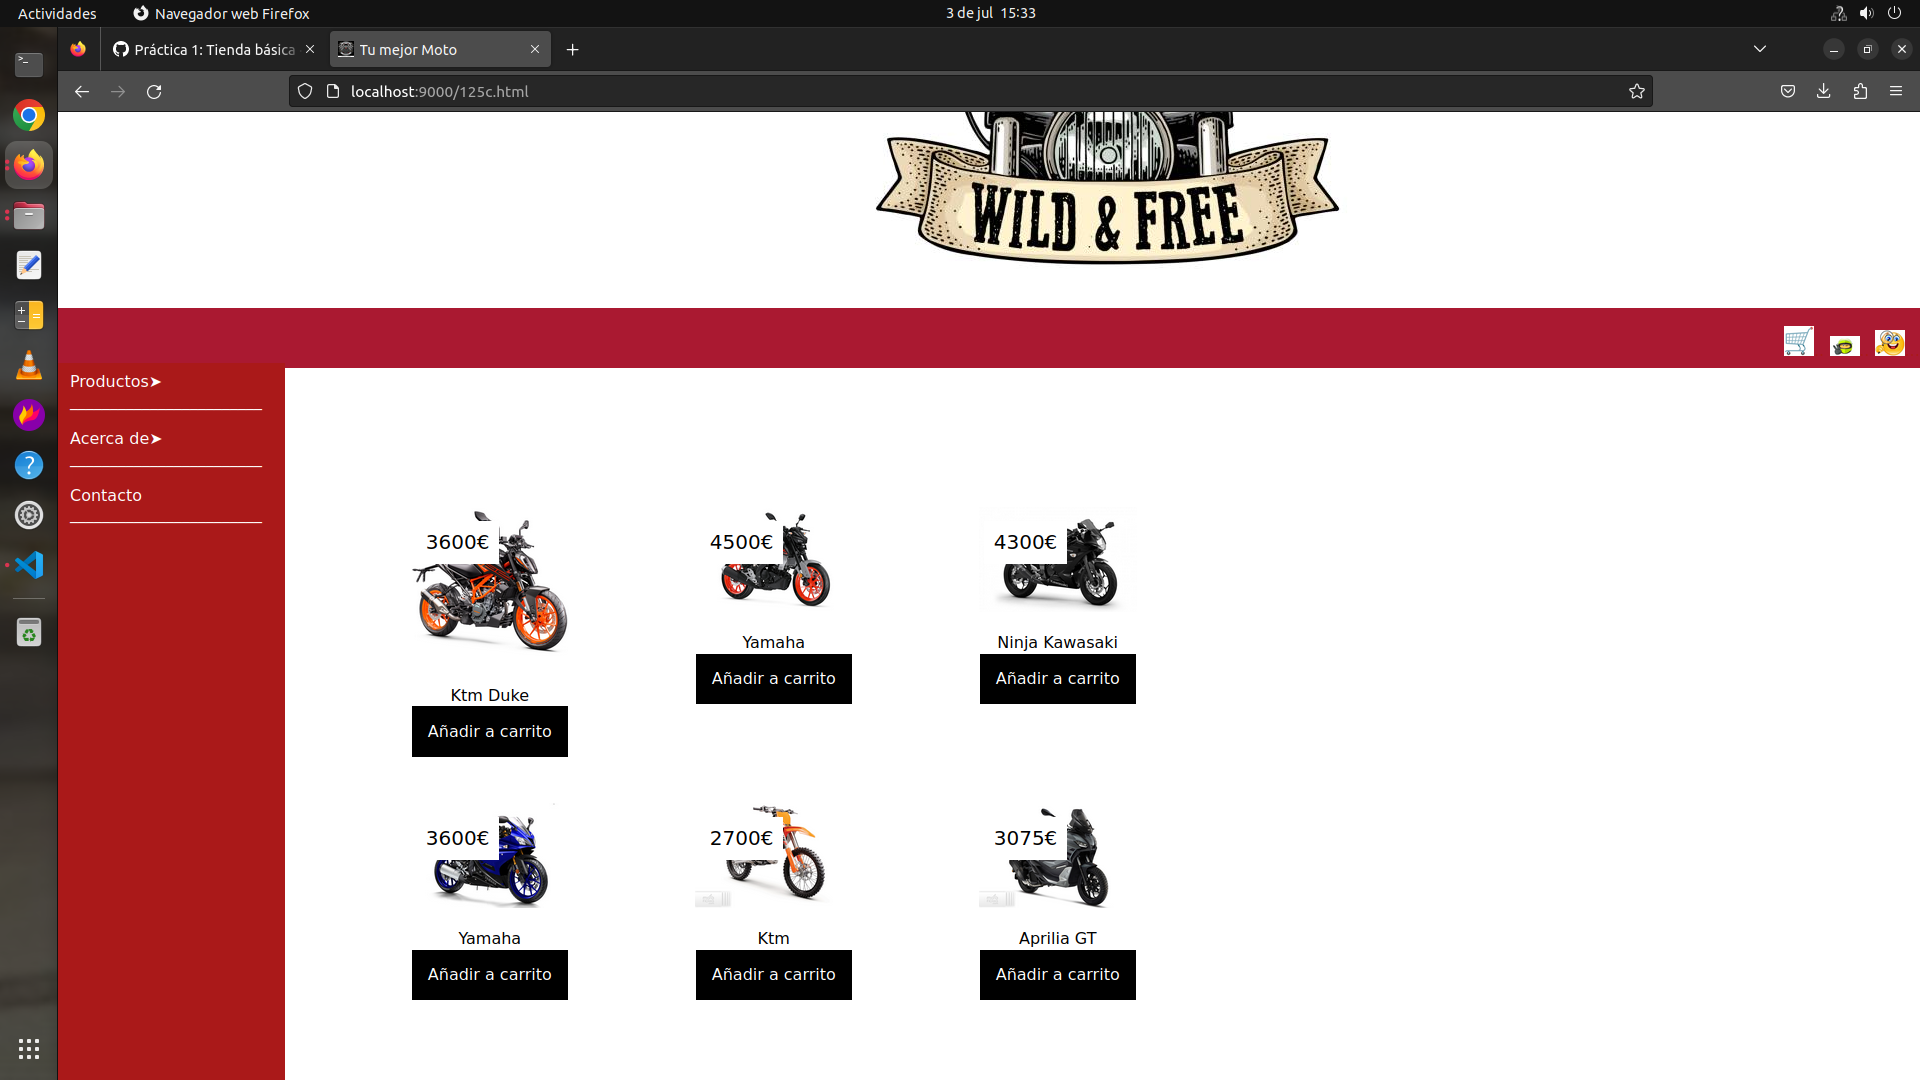 Actividades
Navegador web Firefox
3 de jul 15:33
Práctica 1: Tienda básica
Tu mejor Moto
localhost:9000/125c.html
WILD & FREE
Productos➤
Acerca de➤
Contacto
3600€
4500€
4300€
Yamaha
Ninja Kawasaki
Añadir a carrito
Añadir a carrito
Ktm Duke
Añadir a carrito
3600€
2700€
3075€
Yamaha
Ktm
Aprilia GT
Añadir a carrito
Añadir a carrito
Añadir a carrito